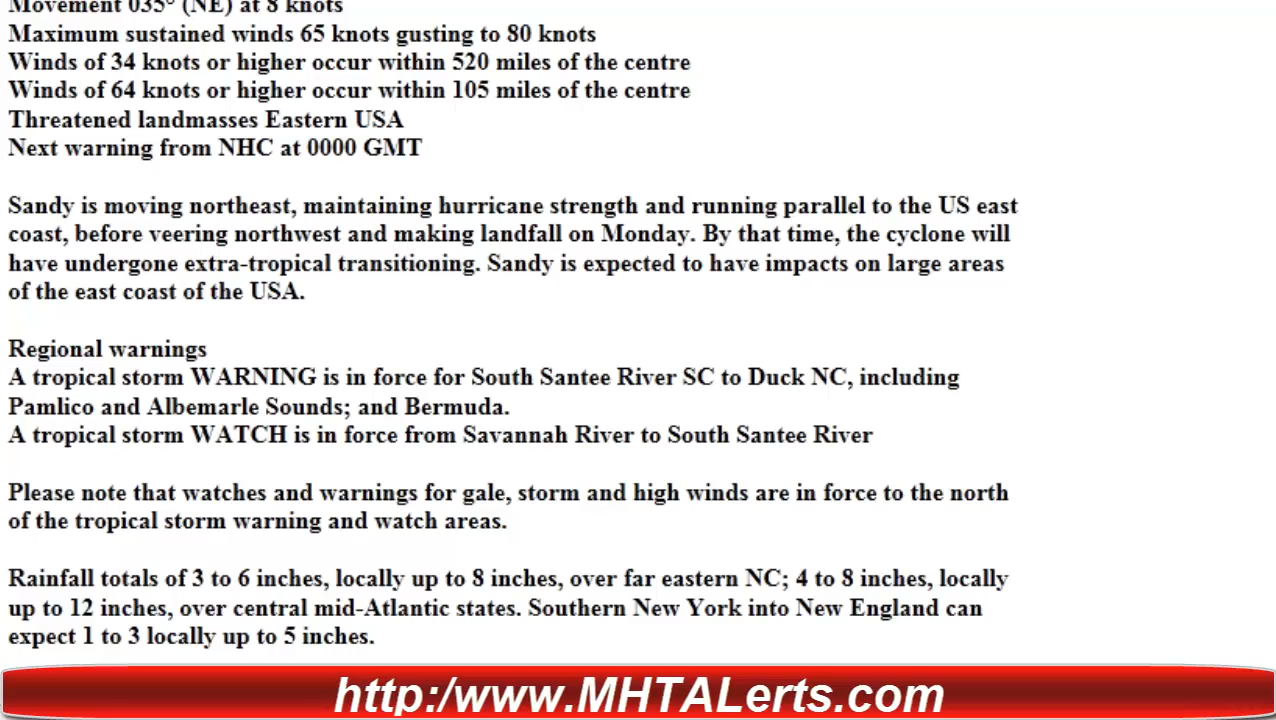 Movement 035° (NE) at 8 knots
Maximum sustained winds 65 knots gusting to 80 knots
Winds of 34 knots or higher occur within 520 miles of the centre
Winds of 64 knots or higher occur within 105 miles of the centre
Threatened landmasses Eastern USA
Next warning from NHC at 0000 GMT
Sandy is moving northeast, maintaining hurricane strength and running parallel to the US east
coast, before veering northwest and making landfall on Monday. By that time, the cyclone will
have undergone extra-tropical transitioning. Sandy is expected to have impacts on large areas
of the east coast of the USA.
Regional warnings
A tropical storm WARNING is in force for South Santee River SC to Duck NC, including
Pamlico and Albemarle Sounds; and Bermuda.
A tropical storm WATCH is in force from Savannah River to South Santee River
Please note that watches and warnings for gale, storm and high winds are in force to the north
of the tropical storm warning and watch areas.
Rainfall totals of 3 to 6 inches, locally up to 8 inches, over far eastern NC; 4 to 8 inches, locally
up to 12 inches, over central mid-Atlantic states. Southern New York into New England can
expect 1 to 3 locally up to 5 inches.
http:/www.MHTALerts.com